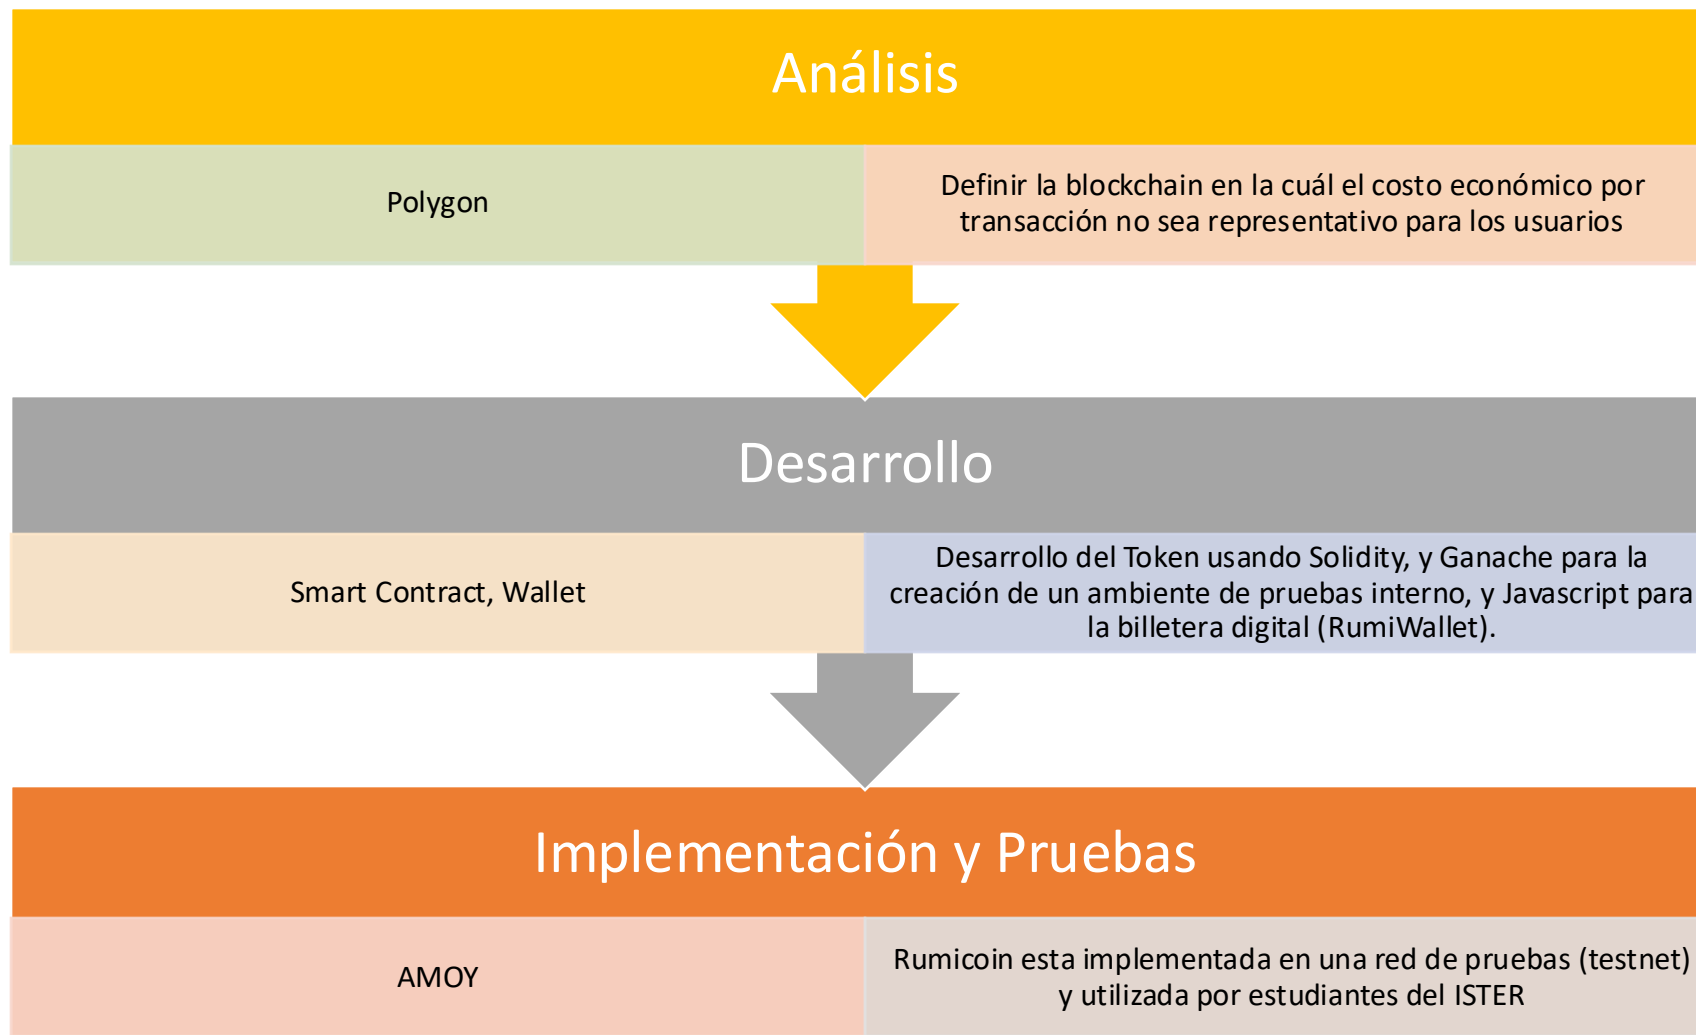 Análisis
Polygon
Definir la blockchain en la cuál el costo económico por
transacción no sea representativo para los usuarios
Desarrollo
Smart Contract, Wallet
Desarrollo del Token usando Solidity, y Ganache para la
creación de un ambiente de pruebas interno, y Javascript para
la billetera digital (RumiWallet).
Implementación y Pruebas
AMOY
Rumicoin esta implementada en una red de pruebas (testnet)
y utilizada por estudiantes del ISTER